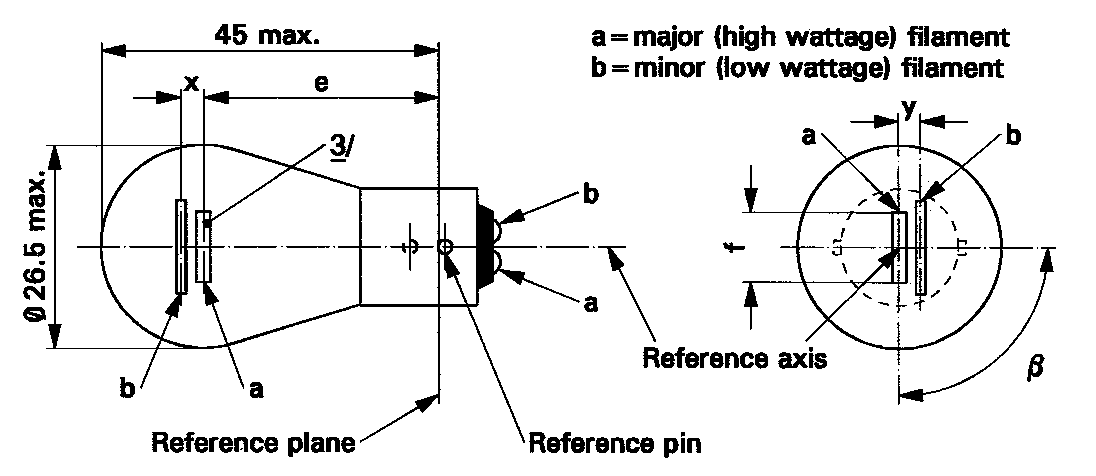 45 max.
a = major (high wattage) filament
b = minor (low wattage) filament
x
e
y
a
b
3/
Ø 26.5 max.
b
f
a
Reference axis
β
b
a
Reference plane
Reference pin